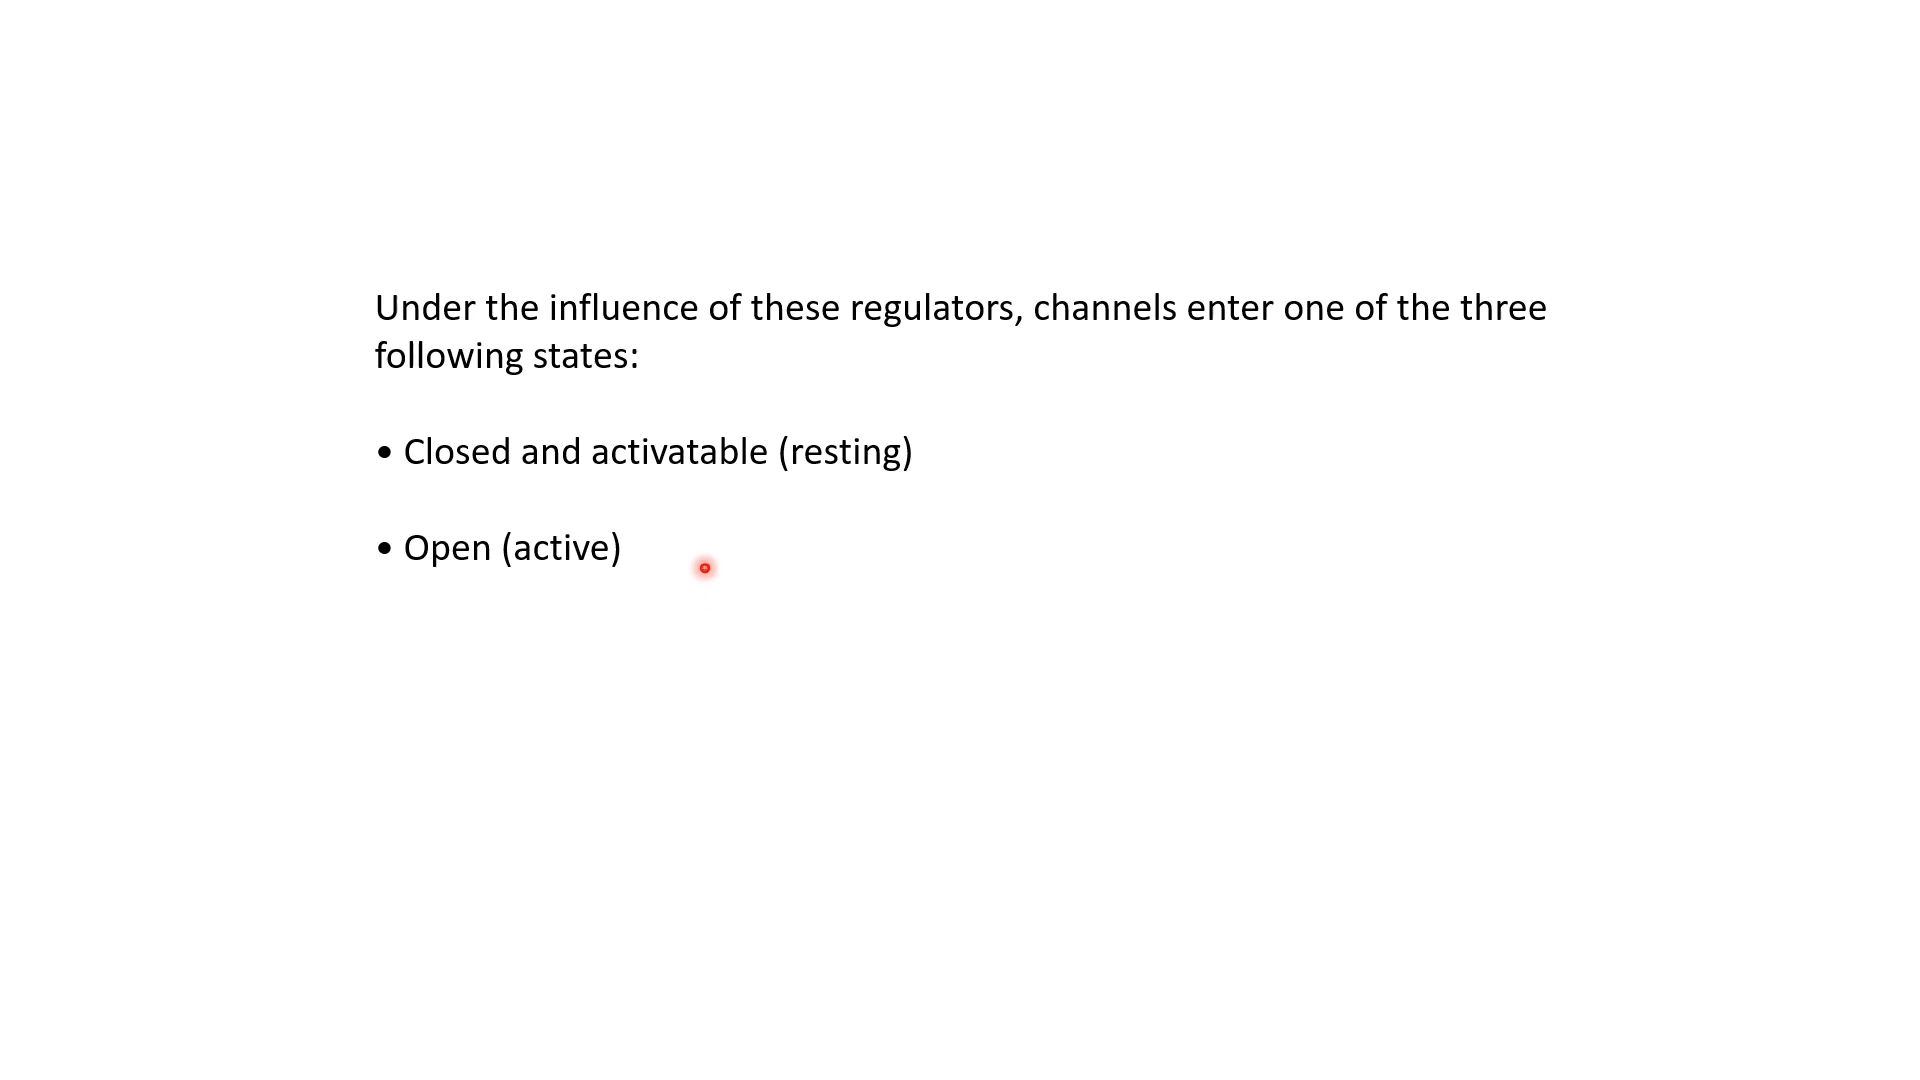 Under the influence of these regulators, channels enter one of the three
following states:
• Closed and activatable (resting)
• Open (active)